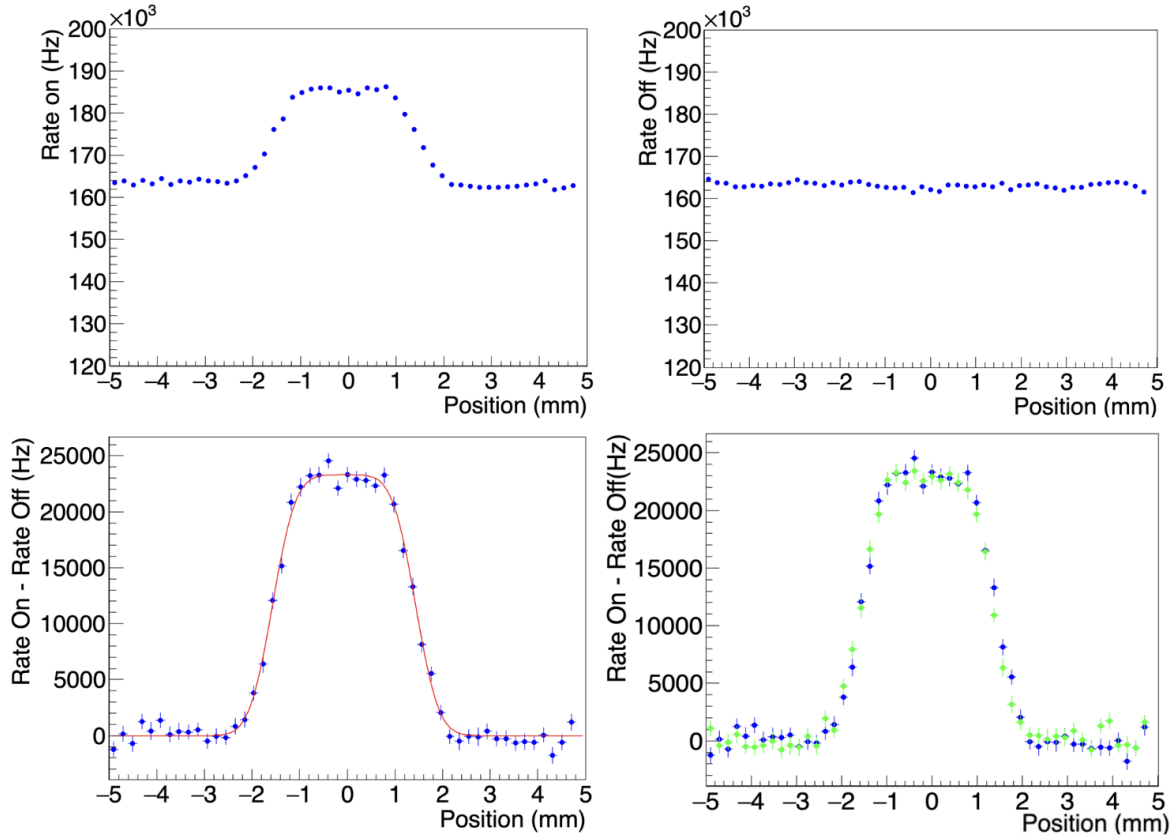 ×10³
200
190
180
170
160
150
140
130
120
Rate on (Hz)
−5 −4 −3 −2 −1 0 1 2 3 4 5
Position (mm)
×10³
200
190
180
170
160
150
140
130
120
Rate Off (Hz)
−5 −4 −3 −2 −1 0 1 2 3 4 5
Position (mm)
25000
20000
15000
10000
5000
0
Rate On - Rate Off (Hz)
−5 −4 −3 −2 −1 0 1 2 3 4 5
Position (mm)
25000
20000
15000
10000
5000
0
Rate On - Rate Off(Hz)
−5 −4 −3 −2 −1 0 1 2 3 4 5
Position (mm)